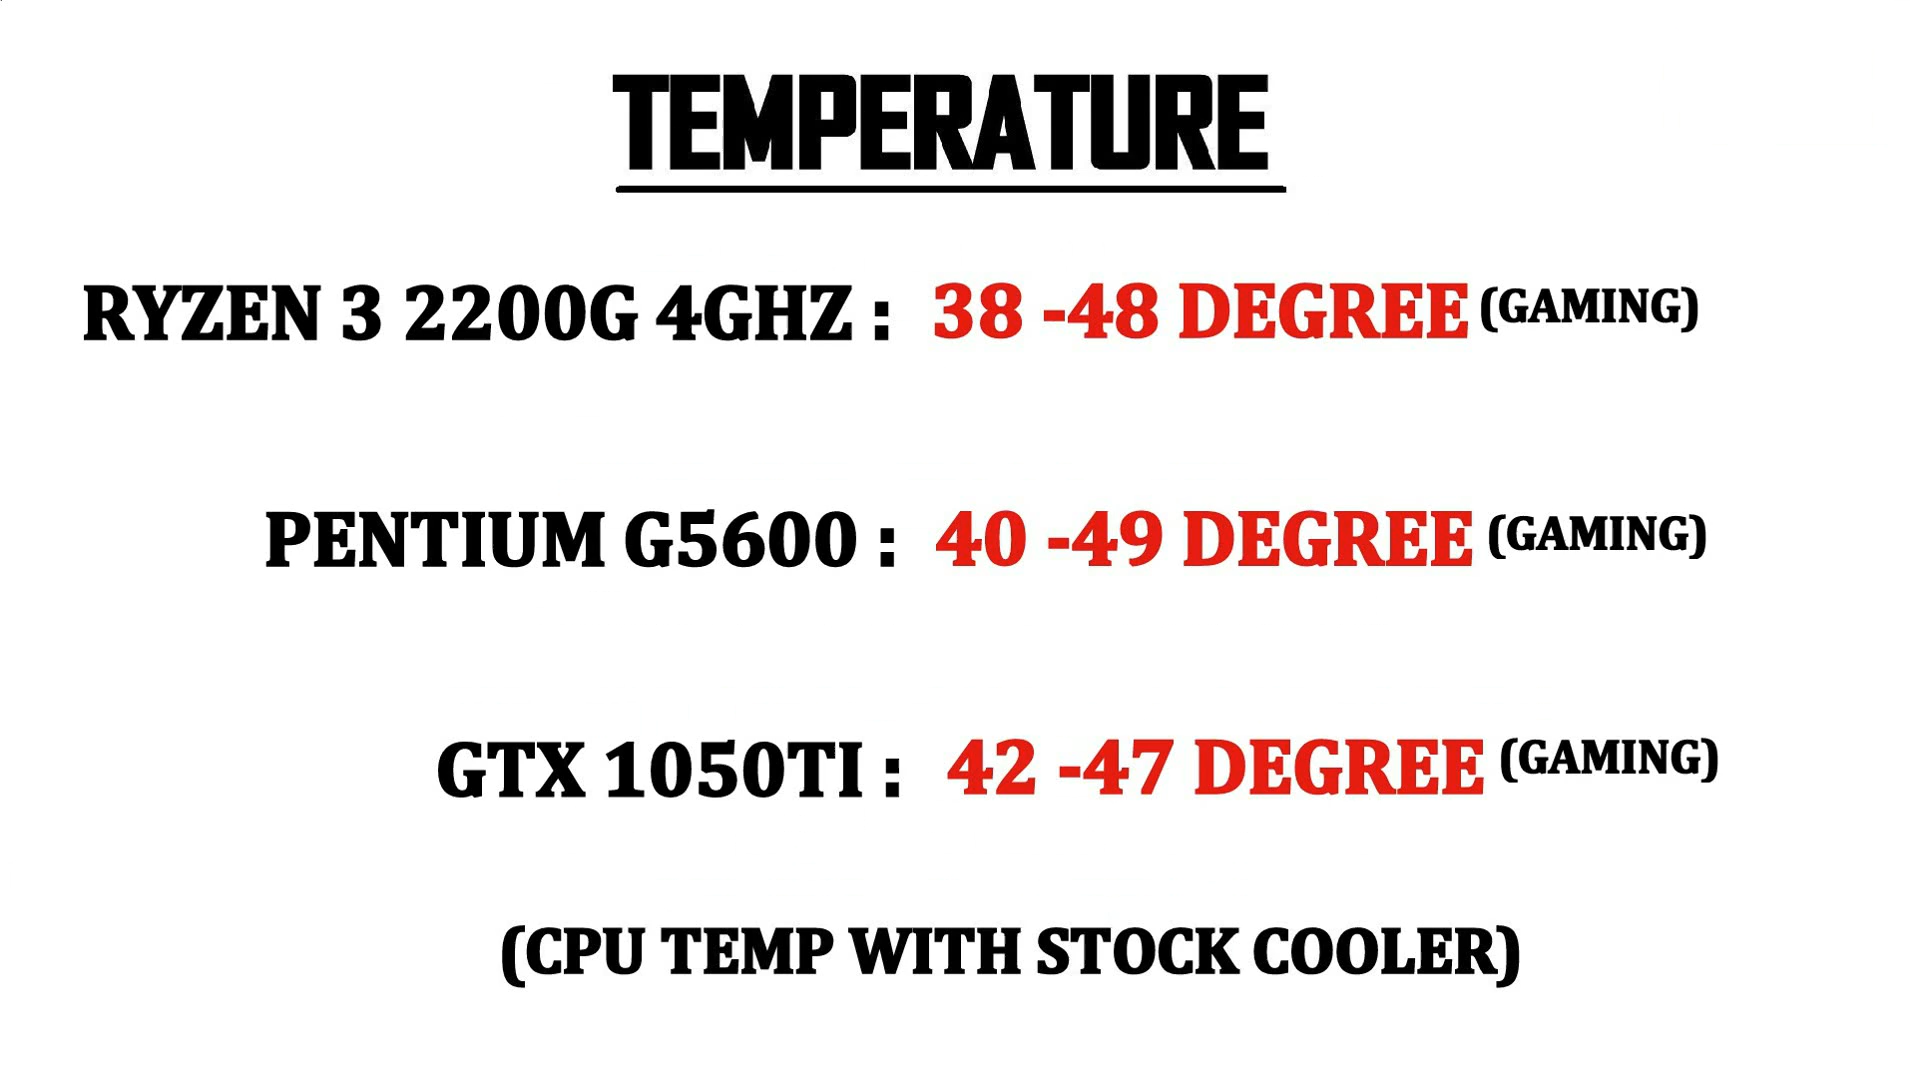 TEMPERATURE
RYZEN 3 2200G 4GHZ : 38 -48 DEGREE (GAMING)
PENTIUM G5600 : 40 -49 DEGREE (GAMING)
GTX 1050TI : 42 -47 DEGREE (GAMING)
(CPU TEMP WITH STOCK COOLER)